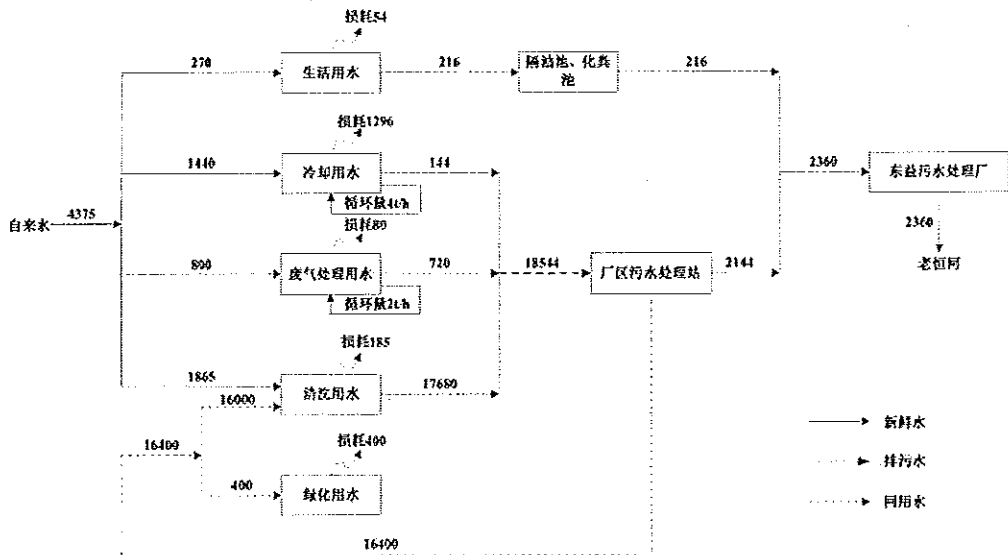 损耗54
270
生活用水
216
隔油池、化粪
池
216
损耗1296
1440
冷却用水
144
循环量4t/h
2360
东益污水处理厂
自来水
4375
损耗80
2360
800
废气处理用水
720
18544
厂区污水处理站
2144
老恒河
循环量2t/h
损耗185
1865
清洗用水
17680
16000
损耗400
新鲜水
16400
排污水
400
绿化用水
回用水
16400